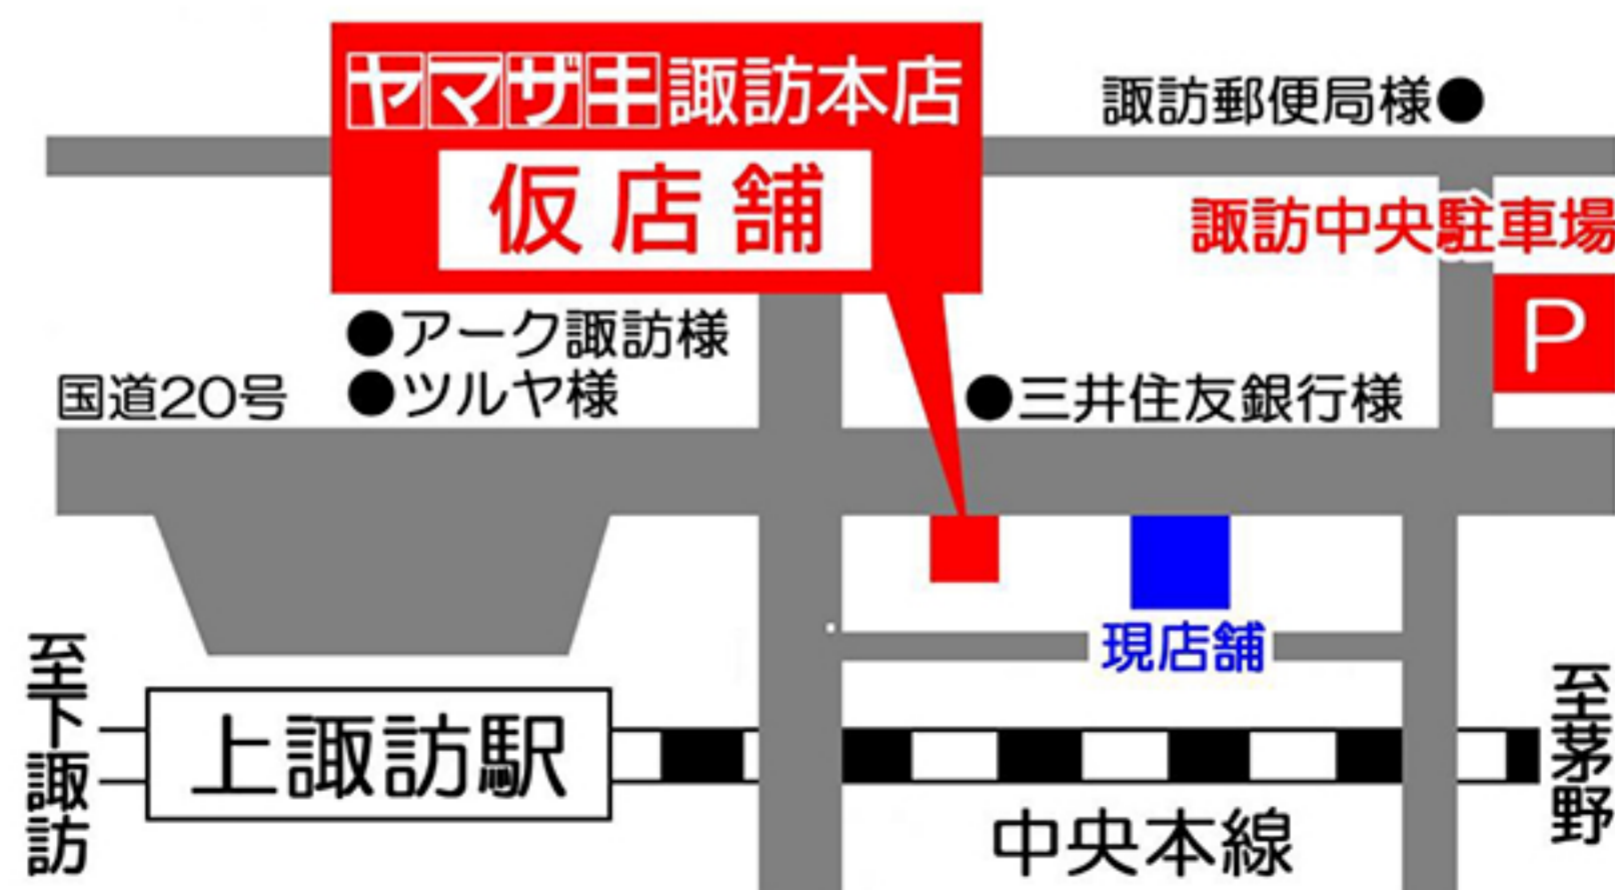 ヤマザキ諏訪本店
仮店舗
諏訪郵便局様●
諏訪中央駐車場
P
●アーク諏訪様
●ツルヤ様
国道20号
●三井住友銀行様
現店舗
至下諏訪
上諏訪駅
中央本線
至茅野